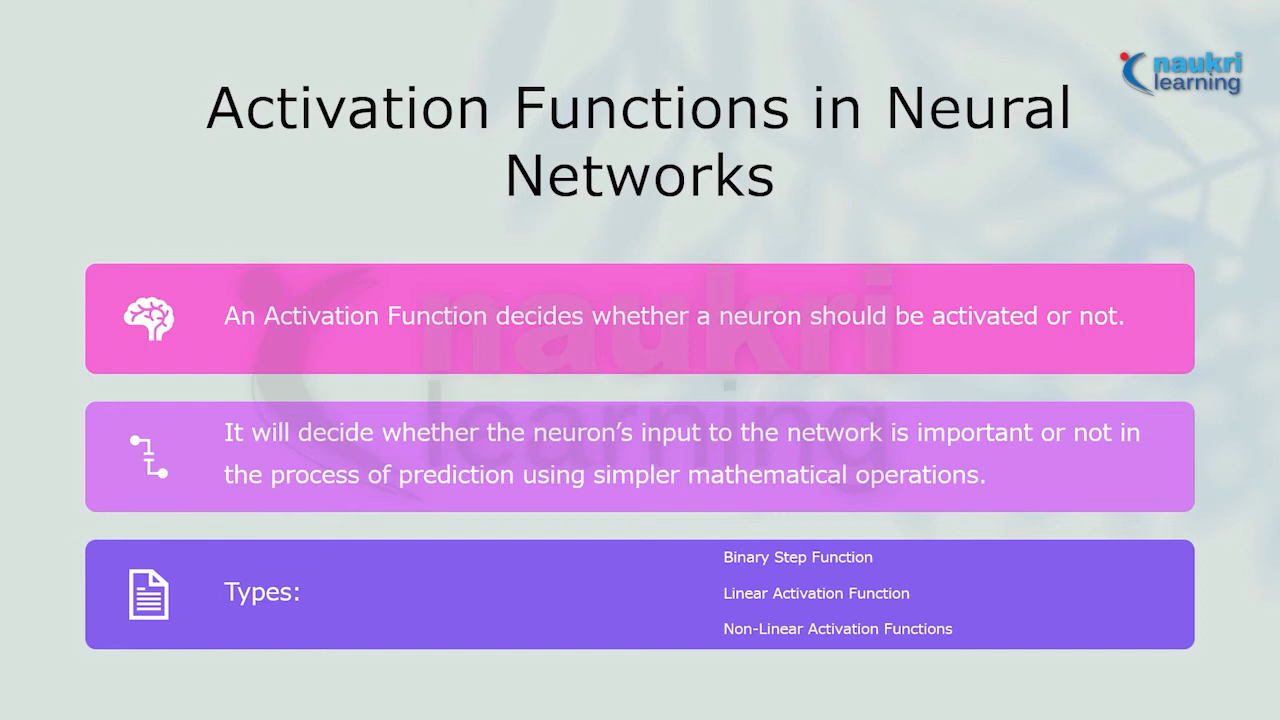 naukri
learning
Activation Functions in Neural
Networks
An Activation Function decides whether a neuron should be activated or not.
It will decide whether the neuron’s input to the network is important or not in
the process of prediction using simpler mathematical operations.
Types:
Binary Step Function
Linear Activation Function
Non-Linear Activation Functions
naukri
learning